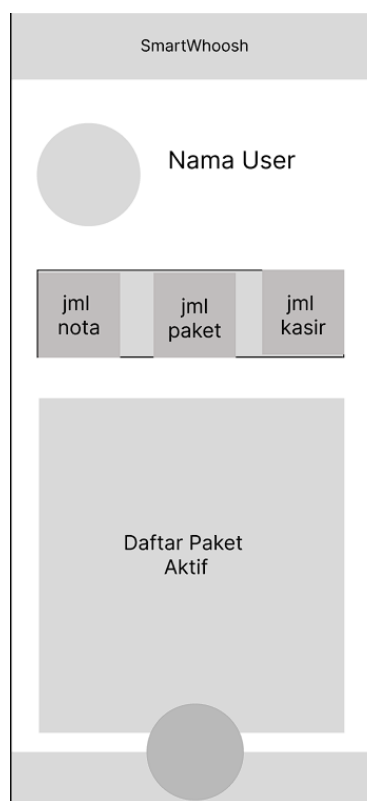 SmartWhoosh
Nama User
jml
nota
jml
paket
jml
kasir
Daftar Paket
Aktif